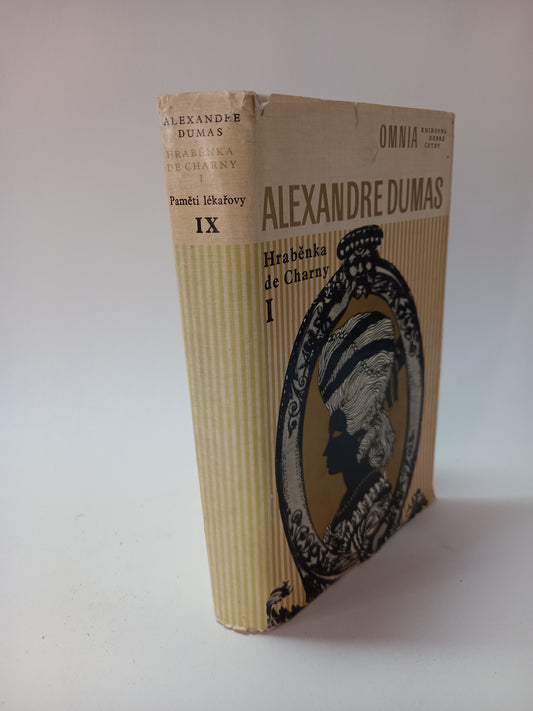 ALEXANDRE
DUMAS
HRABĚNKA
DE CHARNY
I
Paměti lékařovy
IX
OMNIA
KNIHOVNA
DOBRÉ
ČETBY
ALEXANDRE DUMAS
Hraběnka
de Charny
I